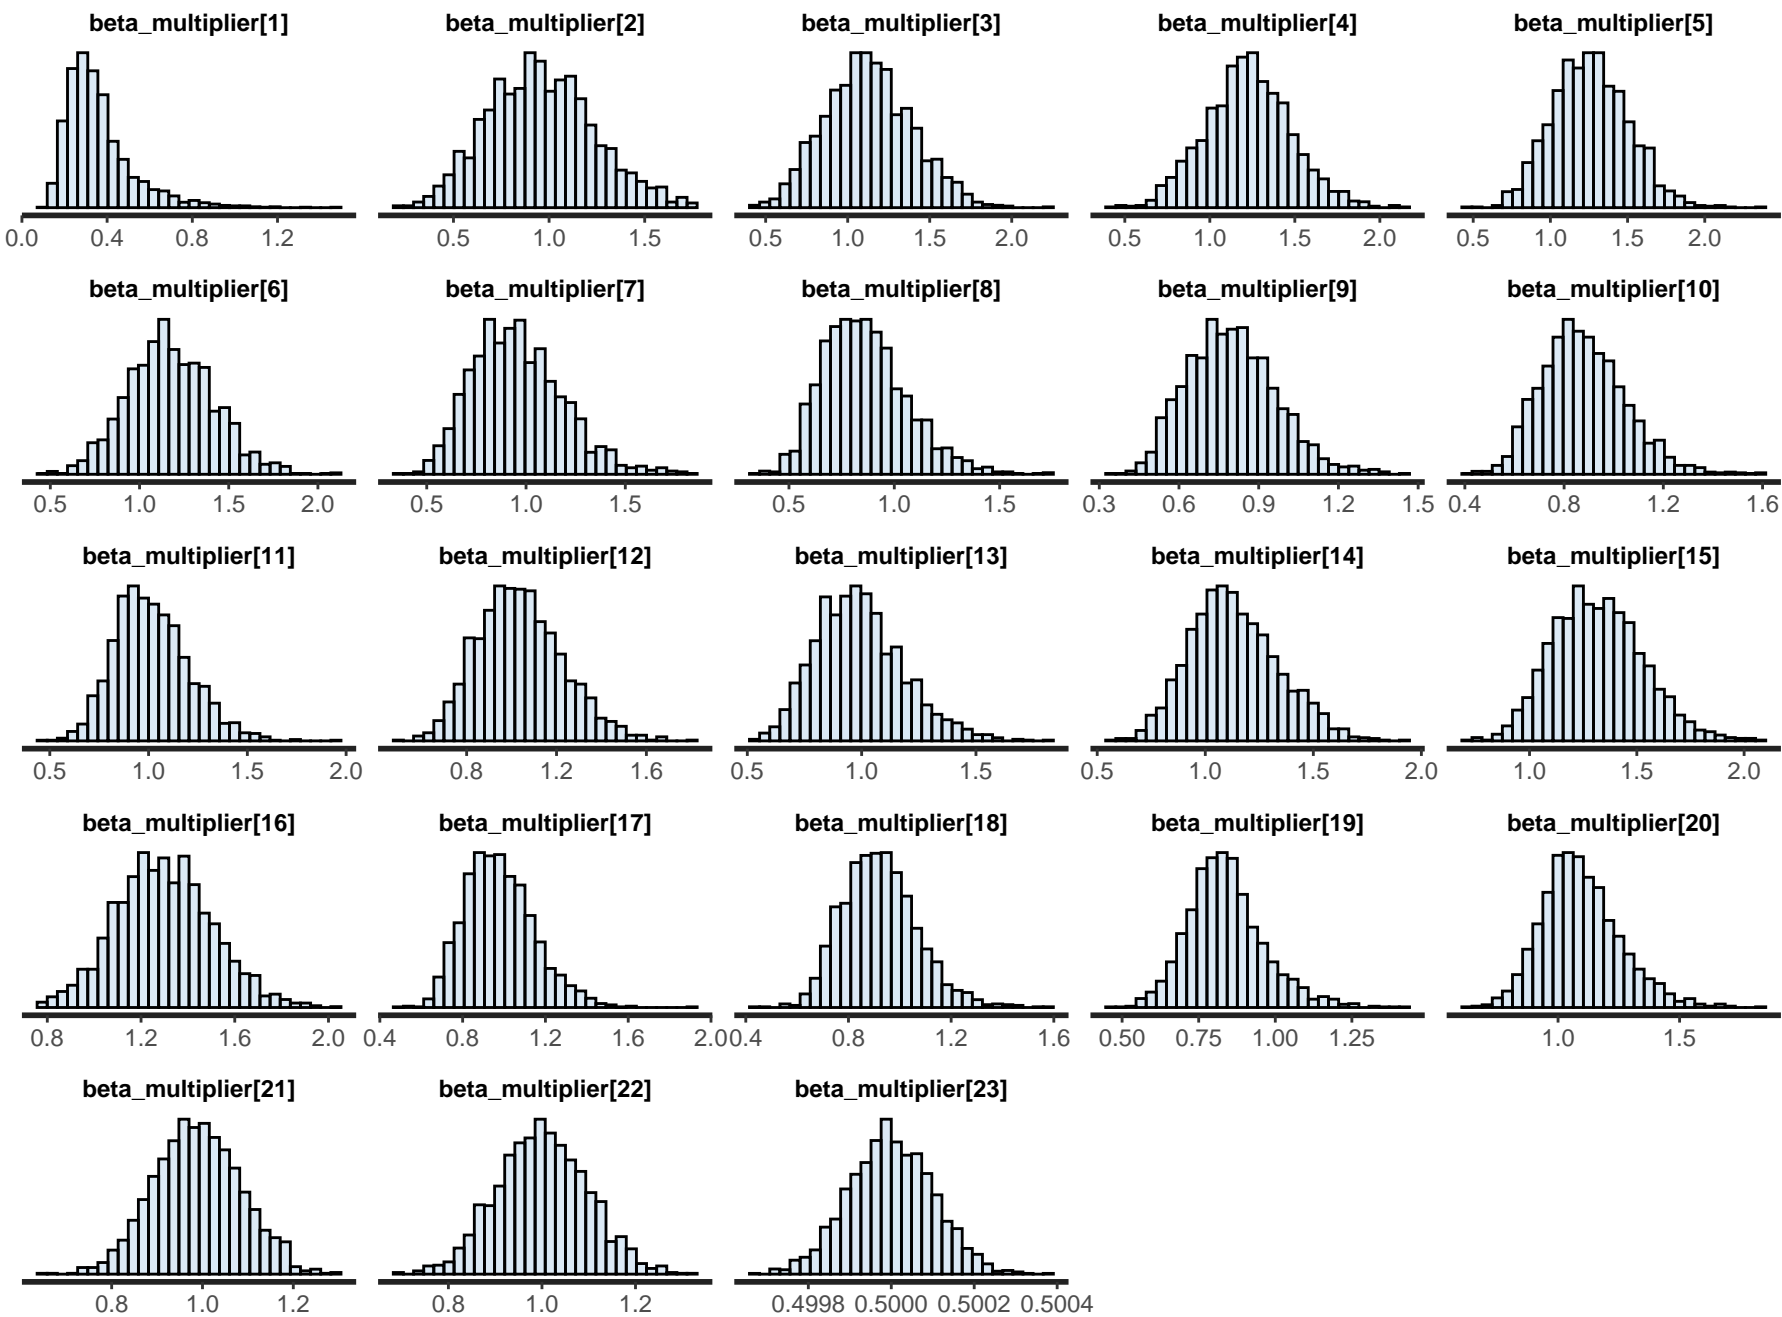 beta_multiplier[1] beta_multiplier[2] beta_multiplier[3] beta_multiplier[4] beta_multiplier[5]
0.0 0.4 0.8 1.2 0.5 1.0 1.5 0.5 1.0 1.5 2.0 0.5 1.0 1.5 2.0 0.5 1.0 1.5 2.0
beta_multiplier[6] beta_multiplier[7] beta_multiplier[8] beta_multiplier[9] beta_multiplier[10]
0.5 1.0 1.5 2.0 0.5 1.0 1.5 0.5 1.0 1.5 0.3 0.6 0.9 1.2 1.5 0.4 0.8 1.2 1.6
beta_multiplier[11] beta_multiplier[12] beta_multiplier[13] beta_multiplier[14] beta_multiplier[15]
0.5 1.0 1.5 2.0 0.8 1.2 1.6 0.5 1.0 1.5 0.5 1.0 1.5 2.0 1.0 1.5 2.0
beta_multiplier[16] beta_multiplier[17] beta_multiplier[18] beta_multiplier[19] beta_multiplier[20]
0.8 1.2 1.6 2.0 0.4 0.8 1.2 1.6 2.0 0.4 0.8 1.2 1.6 0.50 0.75 1.00 1.25 1.0 1.5
beta_multiplier[21] beta_multiplier[22] beta_multiplier[23]
0.8 1.0 1.2 0.8 1.0 1.2 0.4998 0.5000 0.5002 0.5004